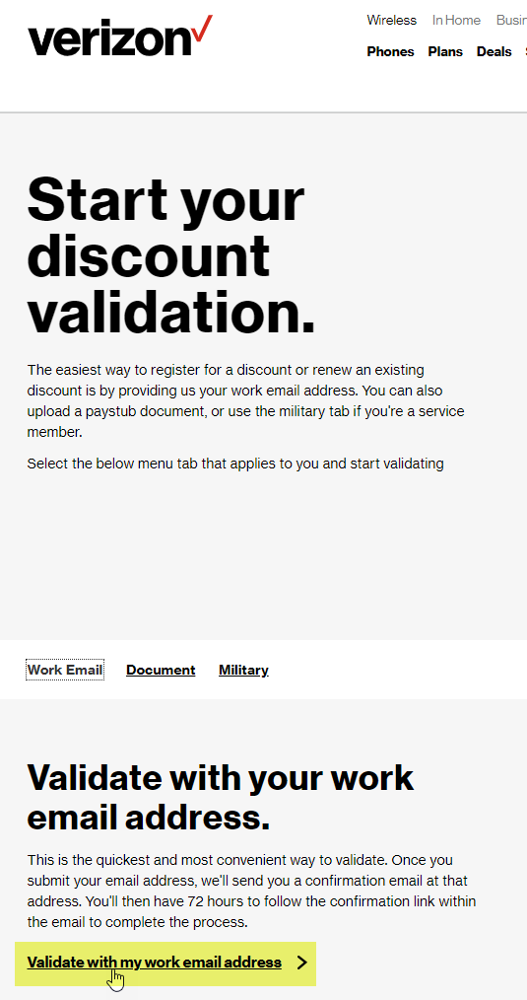 verizon
Wireless In Home Busin
Phones Plans Deals
Start your
discount
validation.
The easiest way to register for a discount or renew an existing
discount is by providing us your work email address. You can also
upload a paystub document, or use the military tab if you're a service
member.
Select the below menu tab that applies to you and start validating
Work Email Document Military
Validate with your work
email address.
This is the quickest and most convenient way to validate. Once you
submit your email address, we'll send you a confirmation email at that
address. You'll then have 72 hours to follow the confirmation link within
the email to complete the process.
Validate with my work email address